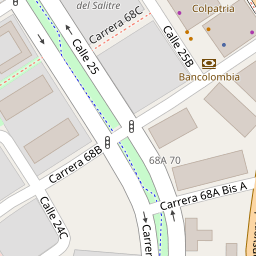 del Salitre
Colpatria
Carrera 68C
Calle 25
Calle 25B
Bancolombia
68A 70
Carrera 68B
Carrera 68A Bis A
Calle 24C
Carrer